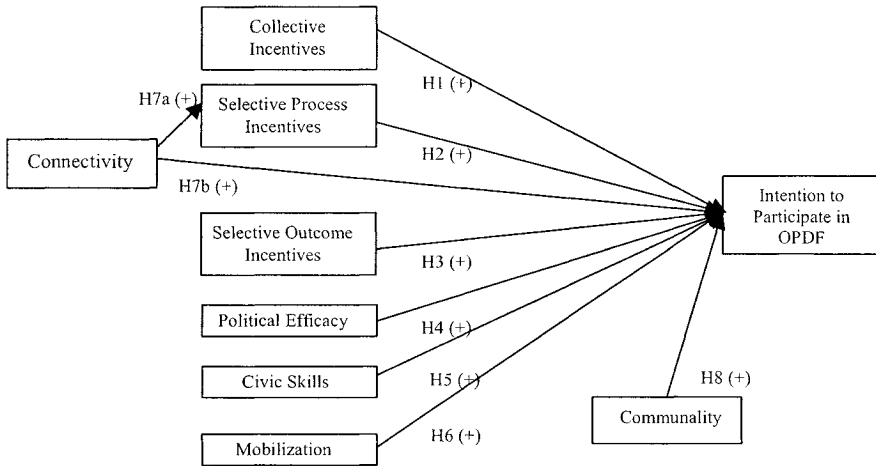 Collective
Incentives
H1 (+)
H7a (+)
Selective Process
Incentives
H2 (+)
Connectivity
H7b (+)
Intention to
Participate in
OPDF
Selective Outcome
Incentives
H3 (+)
Political Efficacy
H4 (+)
Civic Skills
H5 (+)
H8 (+)
Communality
Mobilization
H6 (+)